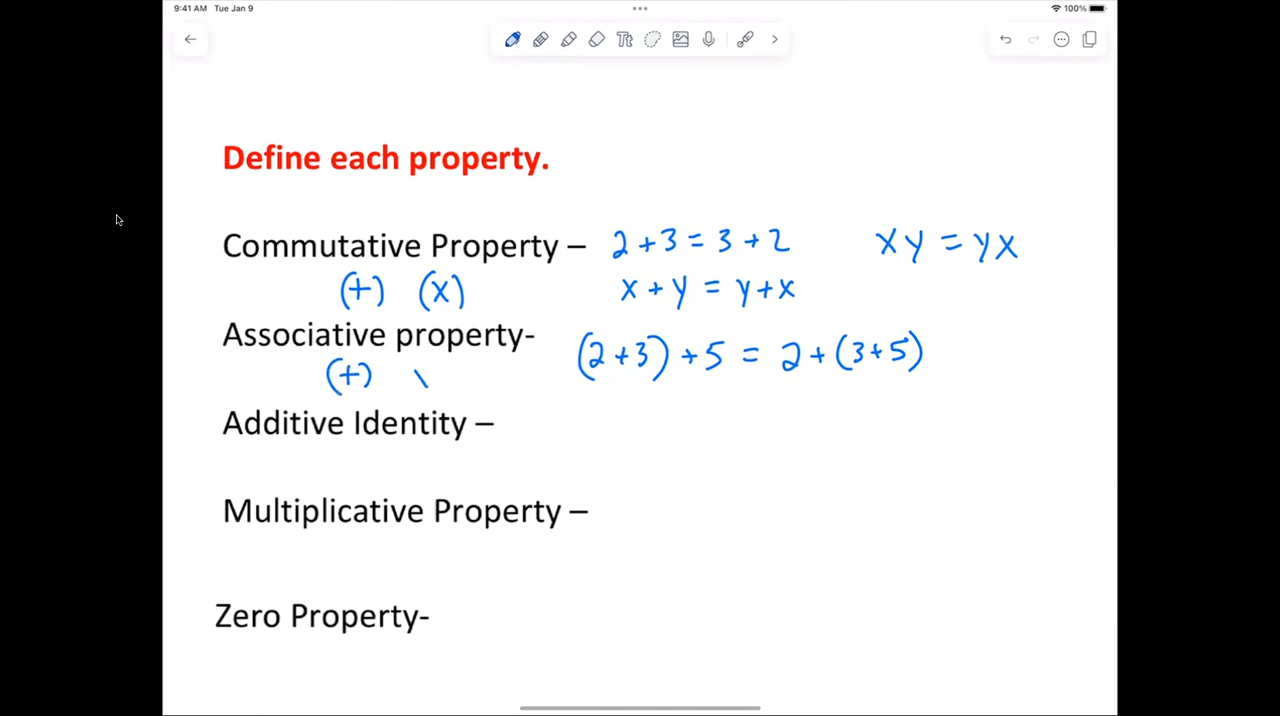 9:41 AM Tue Jan 9
100%
Define each property.
Commutative Property – 2 + 3 = 3 + 2 xy = yx
(+) (x) x + y = y + x
Associative property- (2 + 3) + 5 = 2 + (3 + 5)
(+) \
Additive Identity –
Multiplicative Property –
Zero Property-